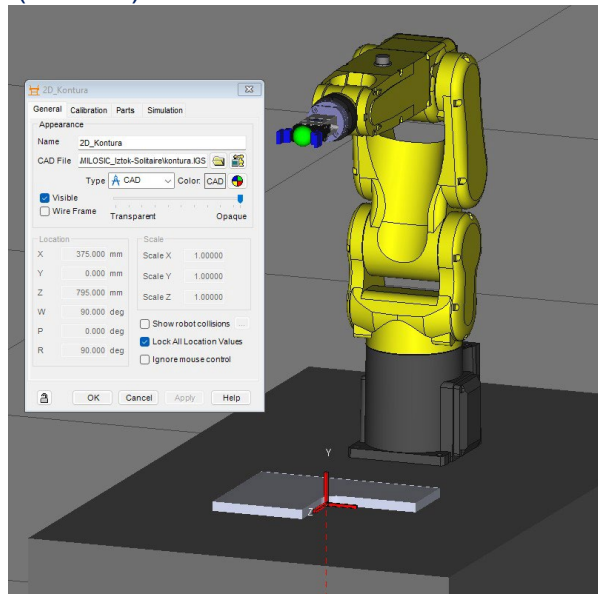 2D_Kontura
General Calibration Parts Simulation
Appearance
Name 2D_Kontura
CAD File .\MILOSIC_Iztok-Solitaire\kontura.IGS
Type CAD Color: CAD
Visible
Wire Frame Transparent Opaque
Location Scale
X 375.000 mm Scale X 1.00000
Y 0.000 mm Scale Y 1.00000
Z 795.000 mm Scale Z 1.00000
W 90.000 deg
P 0.000 deg Show robot collisions ...
R 90.000 deg Lock All Location Values
Ignore mouse control
OK Cancel Apply Help
Y
Z